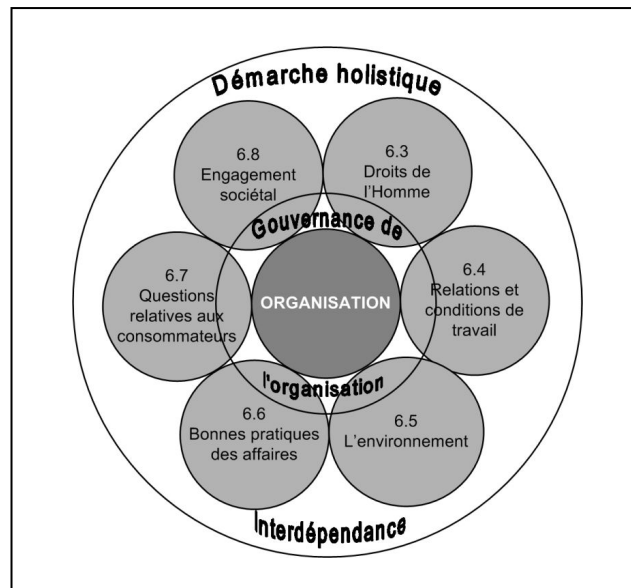 Démarche holistique
6.8
Engagement
sociétal
6.3
Droits de
l'Homme
Gouvernance de
6.7
Questions
relatives aux
consommateurs
ORGANISATION
6.4
Relations et
conditions de
travail
l'organisation
6.6
Bonnes pratiques
des affaires
6.5
L'environnement
Interdépendance